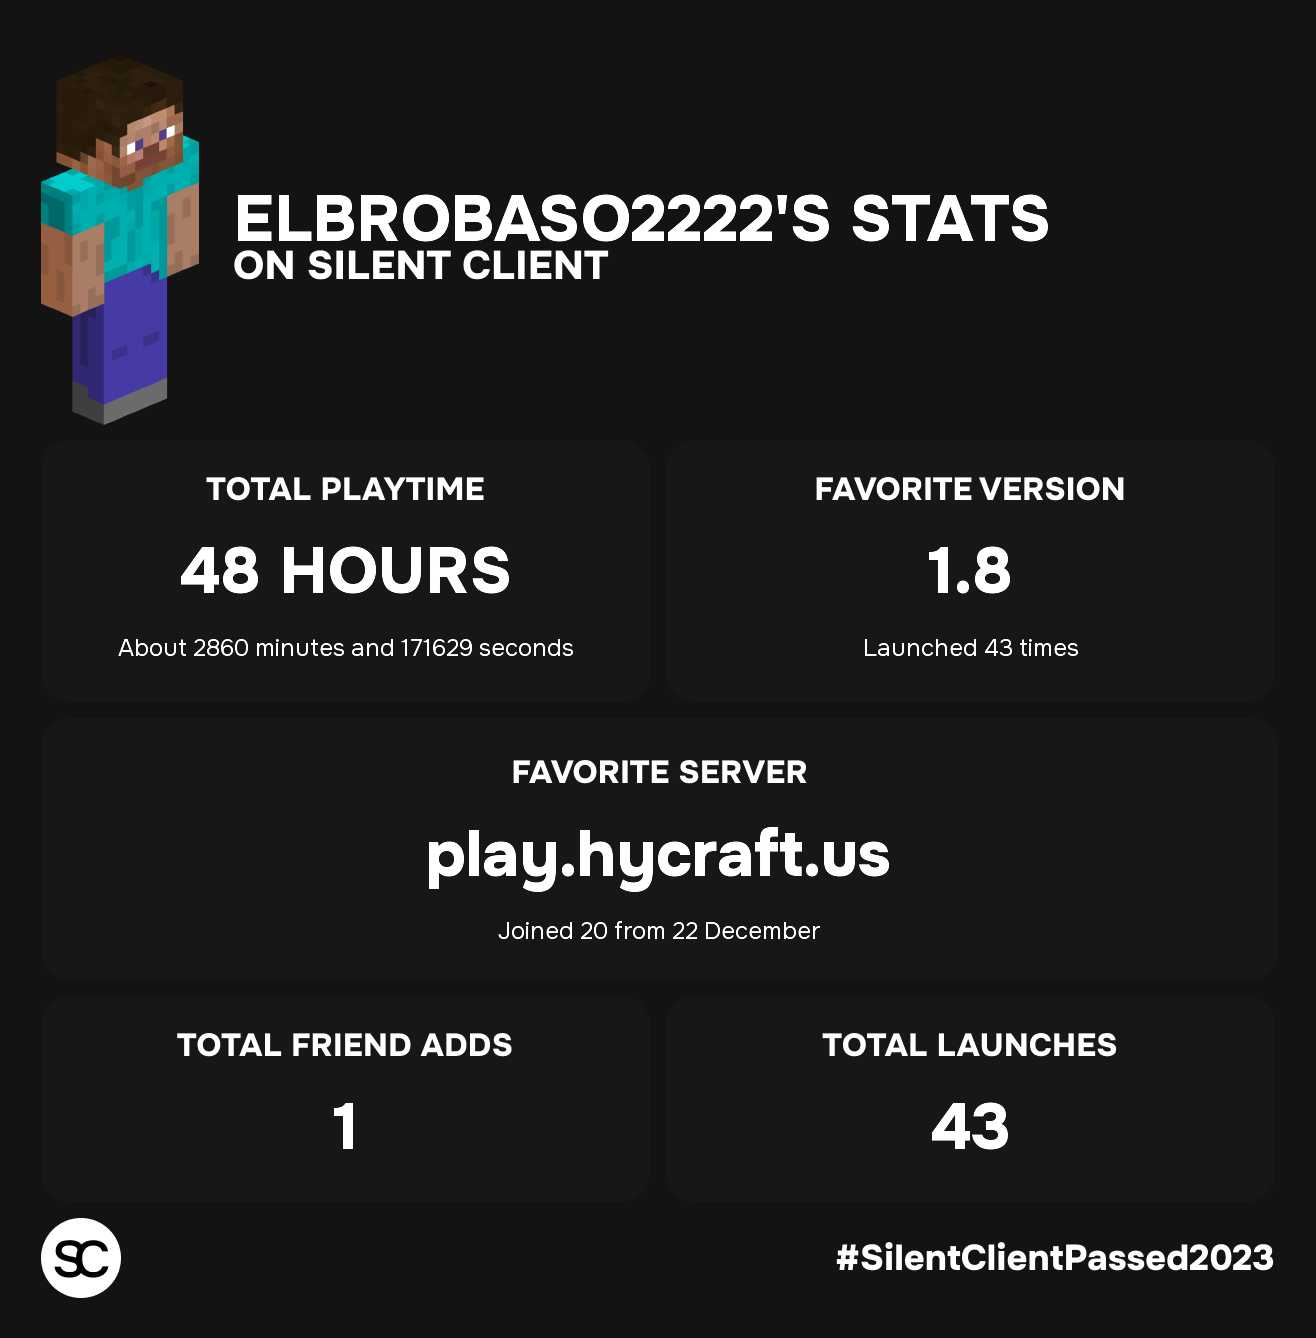 ELBROBASO2222'S STATS
ON SILENT CLIENT
TOTAL PLAYTIME
48 HOURS
About 2860 minutes and 171629 seconds
FAVORITE VERSION
1.8
Launched 43 times
FAVORITE SERVER
play.hycraft.us
Joined 20 from 22 December
TOTAL FRIEND ADDS
1
TOTAL LAUNCHES
43
SC
#SilentClientPassed2023